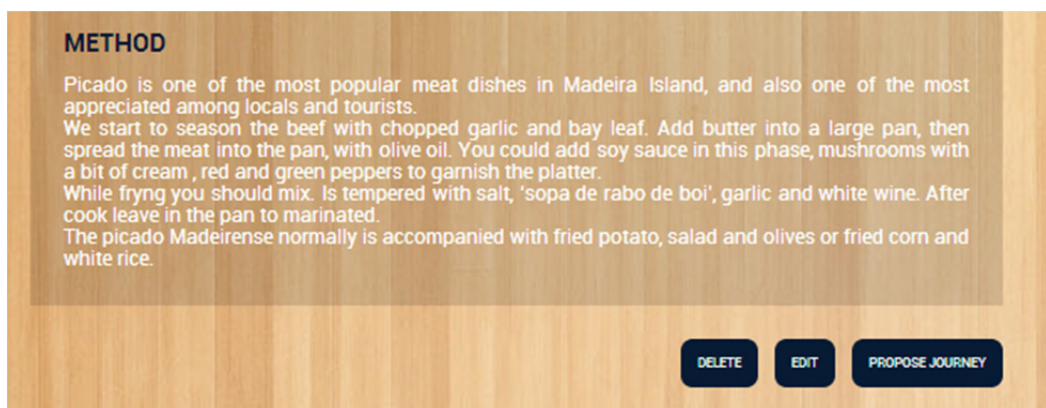 METHOD
Picado is one of the most popular meat dishes in Madeira Island, and also one of the most
appreciated among locals and tourists.
We start to season the beef with chopped garlic and bay leaf. Add butter into a large pan, then
spread the meat into the pan, with olive oil. You could add soy sauce in this phase, mushrooms with
a bit of cream , red and green peppers to garnish the platter.
While fryng you should mix. Is tempered with salt, 'sopa de rabo de boi', garlic and white wine. After
cook leave in the pan to marinated.
The picado Madeirense normally is accompanied with fried potato, salad and olives or fried corn and
white rice.
DELETE EDIT PROPOSE JOURNEY